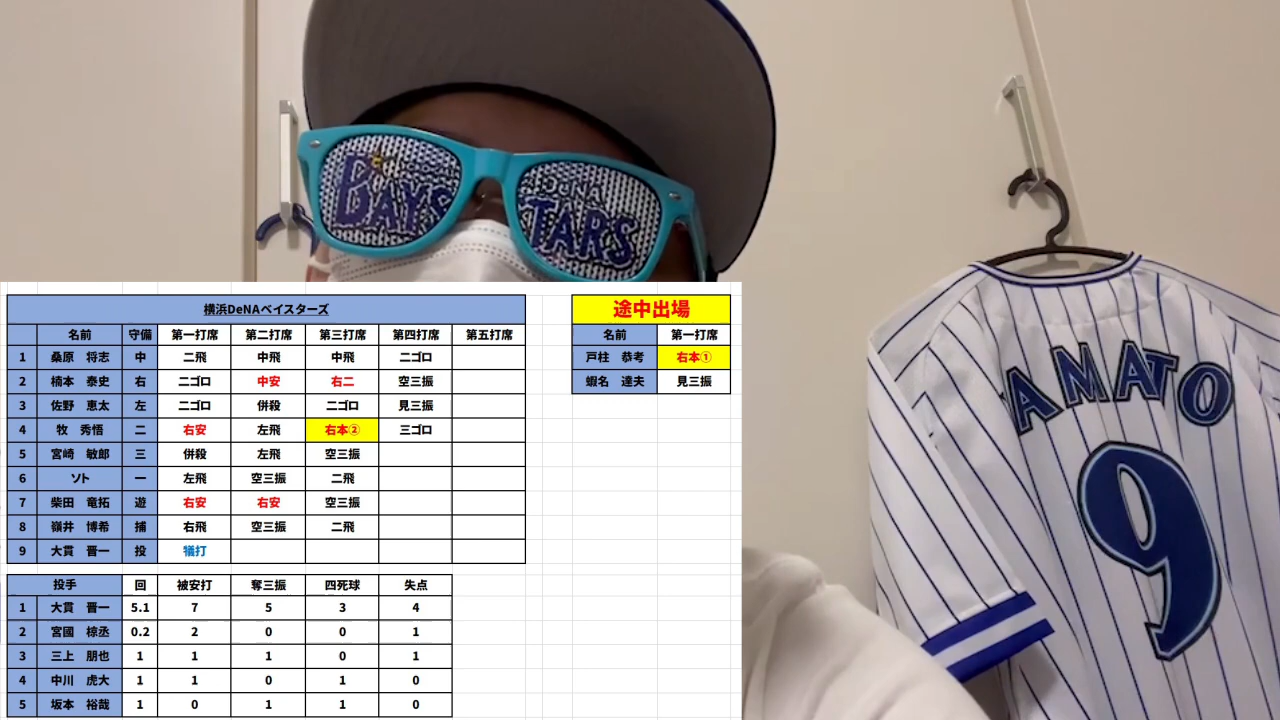 BAYS
DeNA
TARS
AMATO
9
横浜DeNAベイスターズ
名前 守備 第一打席 第二打席 第三打席 第四打席 第五打席
1 桑原 将志 中 二飛 中飛 中飛 二ゴロ
2 楠本 泰史 右 二ゴロ 中安 右二 空三振
3 佐野 恵太 左 二ゴロ 併殺 二ゴロ 見三振
4 牧 秀悟 二 右安 左飛 右本② 三ゴロ
5 宮崎 敏郎 三 併殺 左飛 空三振
6 ソト 一 左飛 空三振 二飛
7 柴田 竜拓 遊 右安 右安 空三振
8 嶺井 博希 捕 右飛 空三振 二飛
9 大貫 晋一 投 犠打
途中出場
名前 第一打席
戸柱 恭孝 右本①
蝦名 達夫 見三振
投手 回 被安打 奪三振 四死球 失点
1 大貫 晋一 5.1 7 5 3 4
2 宮國 椋丞 0.2 2 0 0 1
3 三上 朋也 1 1 1 0 1
4 中川 虎大 1 1 0 1 0
5 坂本 裕哉 1 0 1 1 0